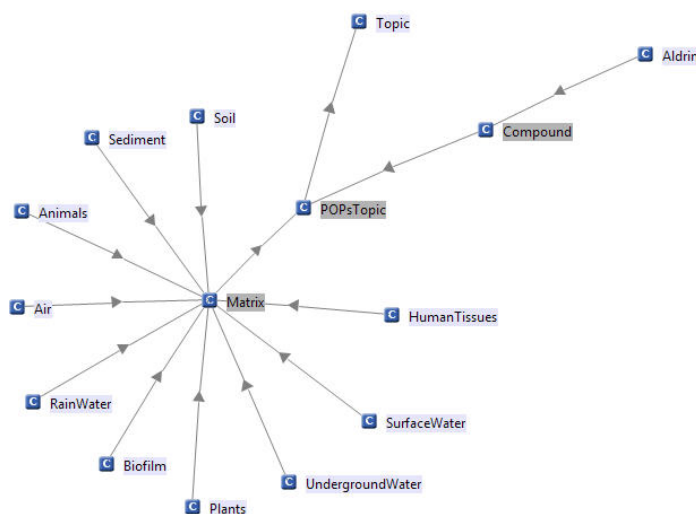 Topic
Aldrin
Soil
Compound
Sediment
POPsTopic
Animals
Matrix
Air
HumanTissues
RainWater
SurfaceWater
Biofilm
UndergroundWater
Plants